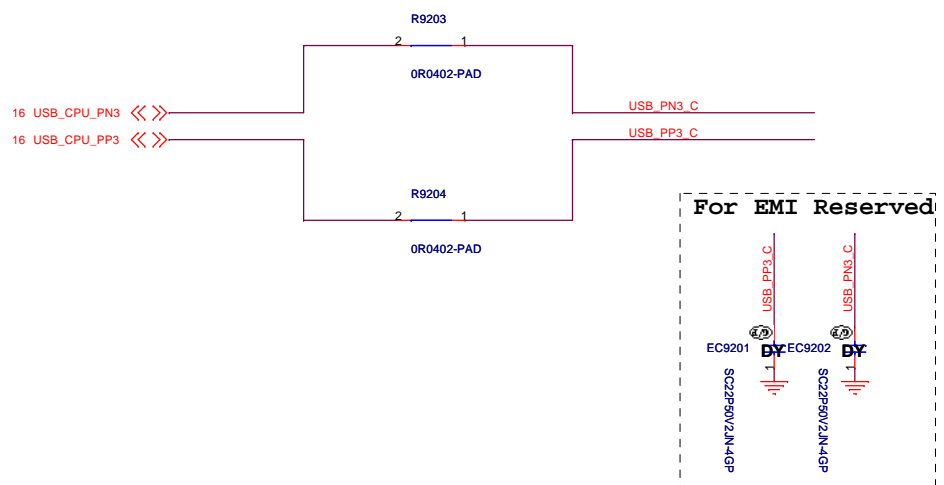 R9203
2 1
0R0402-PAD
16 USB_CPU_PN3
USB_PN3_C
16 USB_CPU_PP3
USB_PP3_C
R9204
2 1
0R0402-PAD
For EMI Reserved
USB_PP3_C
USB_PN3_C
EC9201
DY
EC9202
DY
1
1
SC22P50V2JN-4GP
SC22P50V2JN-4GP